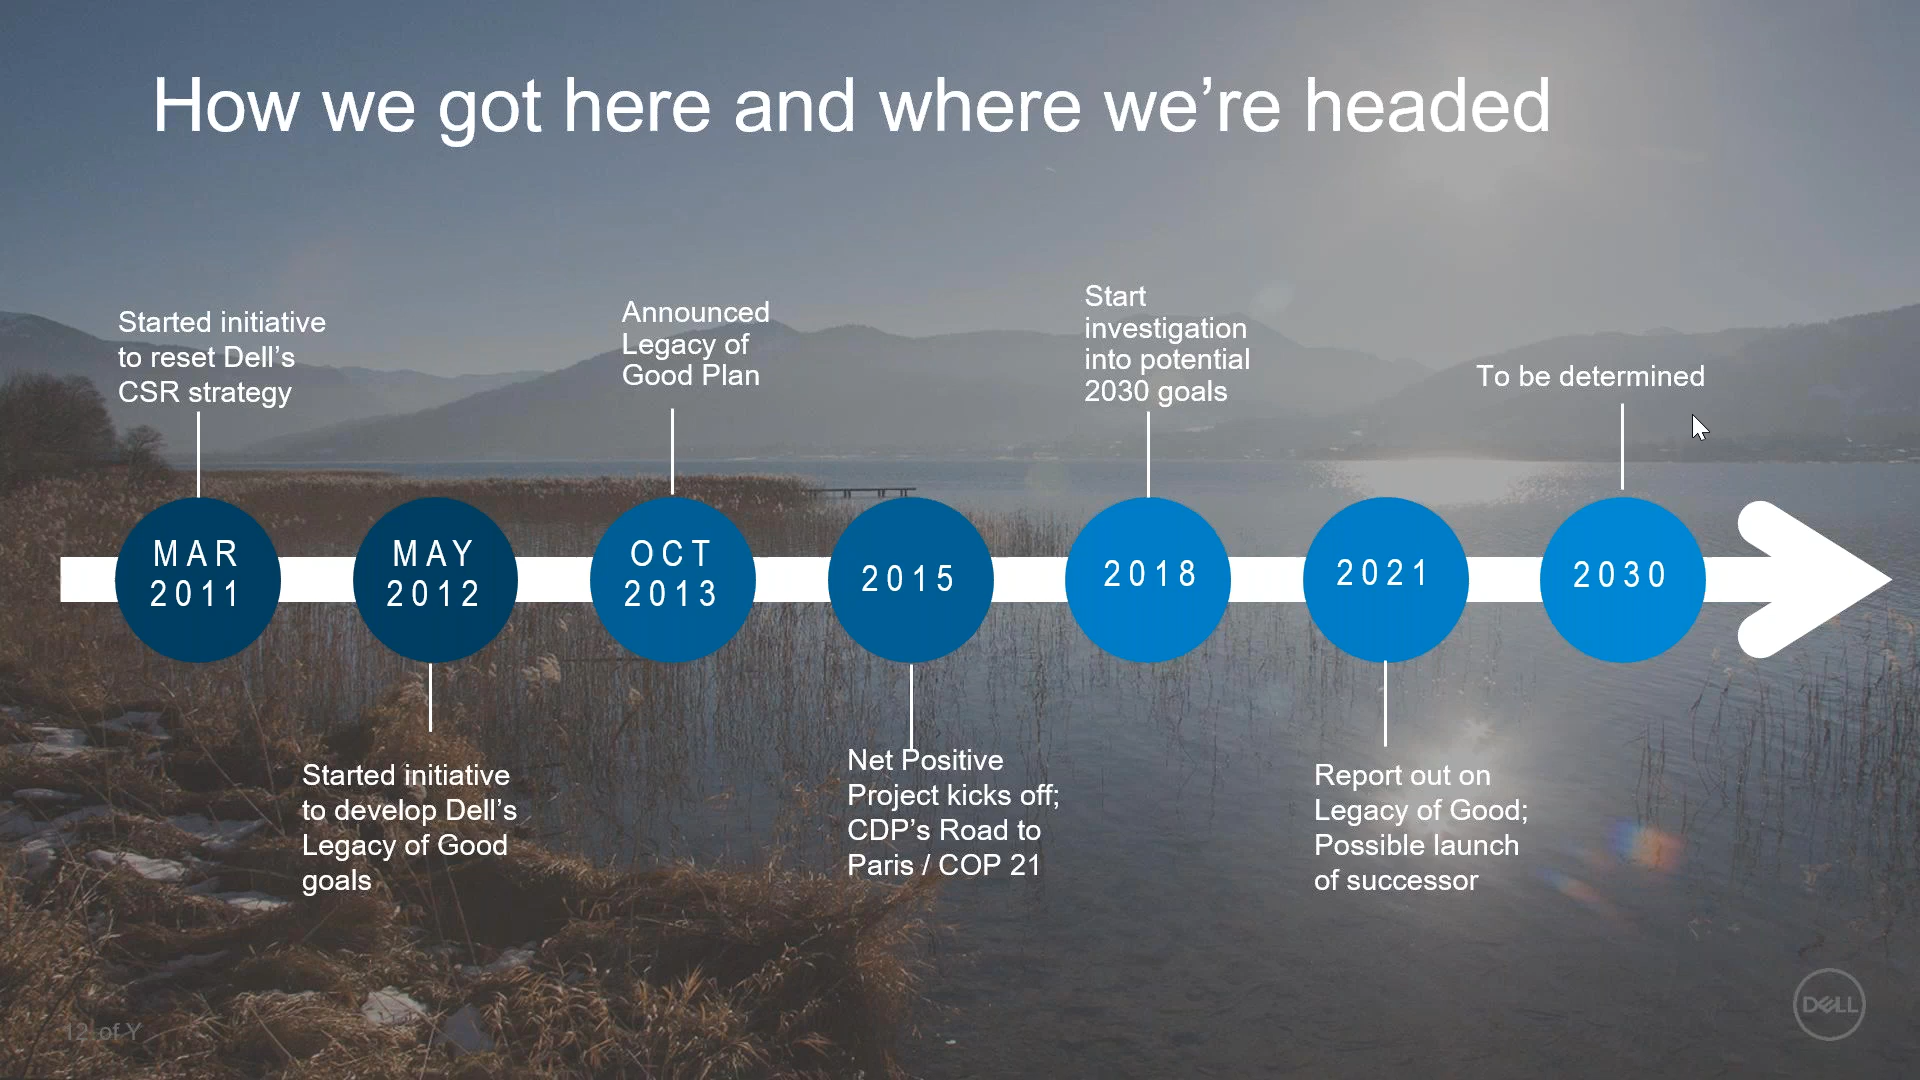 How we got here and where we’re headed
Started initiative
to reset Dell’s
CSR strategy
Announced
Legacy of
Good Plan
Start
investigation
into potential
2030 goals
To be determined
MAR
2011
MAY
2012
OCT
2013
2015
2018
2021
2030
Started initiative
to develop Dell’s
Legacy of Good
goals
Net Positive
Project kicks off;
CDP’s Road to
Paris / COP 21
Report out on
Legacy of Good;
Possible launch
of successor
12 of Y
DELL